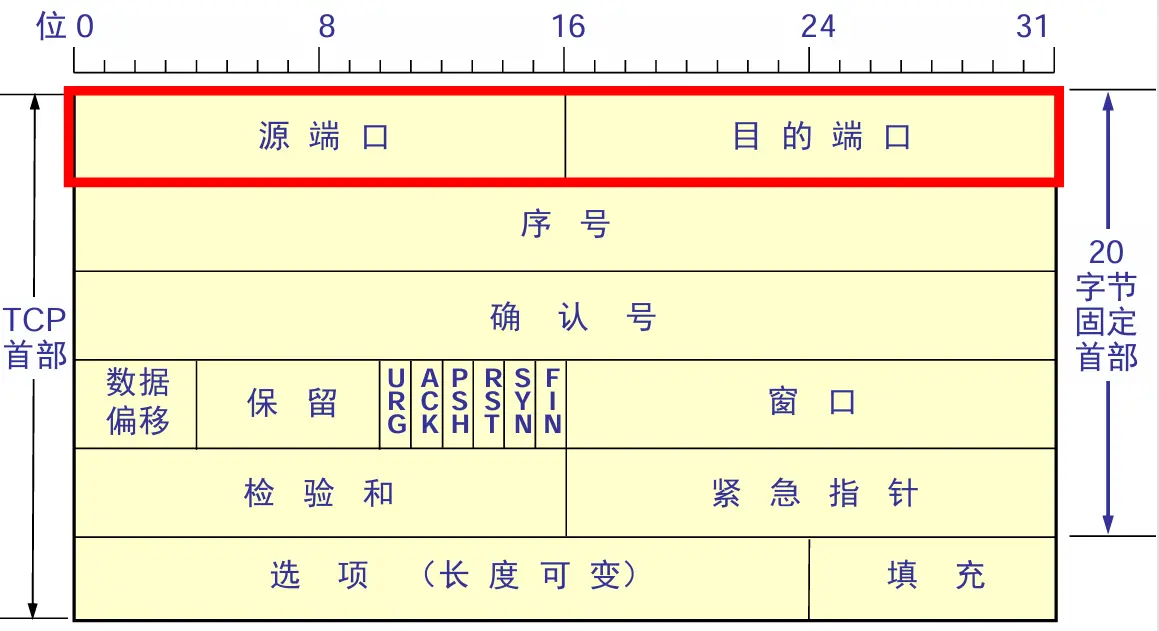 位 0 8 16 24 31
源端口 目的端口
序号
确认号
TCP
首部
20
字节
固定
首部
数据
偏移
保留
URG
ACK
PSH
RST
SYN
FIN
窗口
检验和 紧急指针
选项（长度可变） 填充